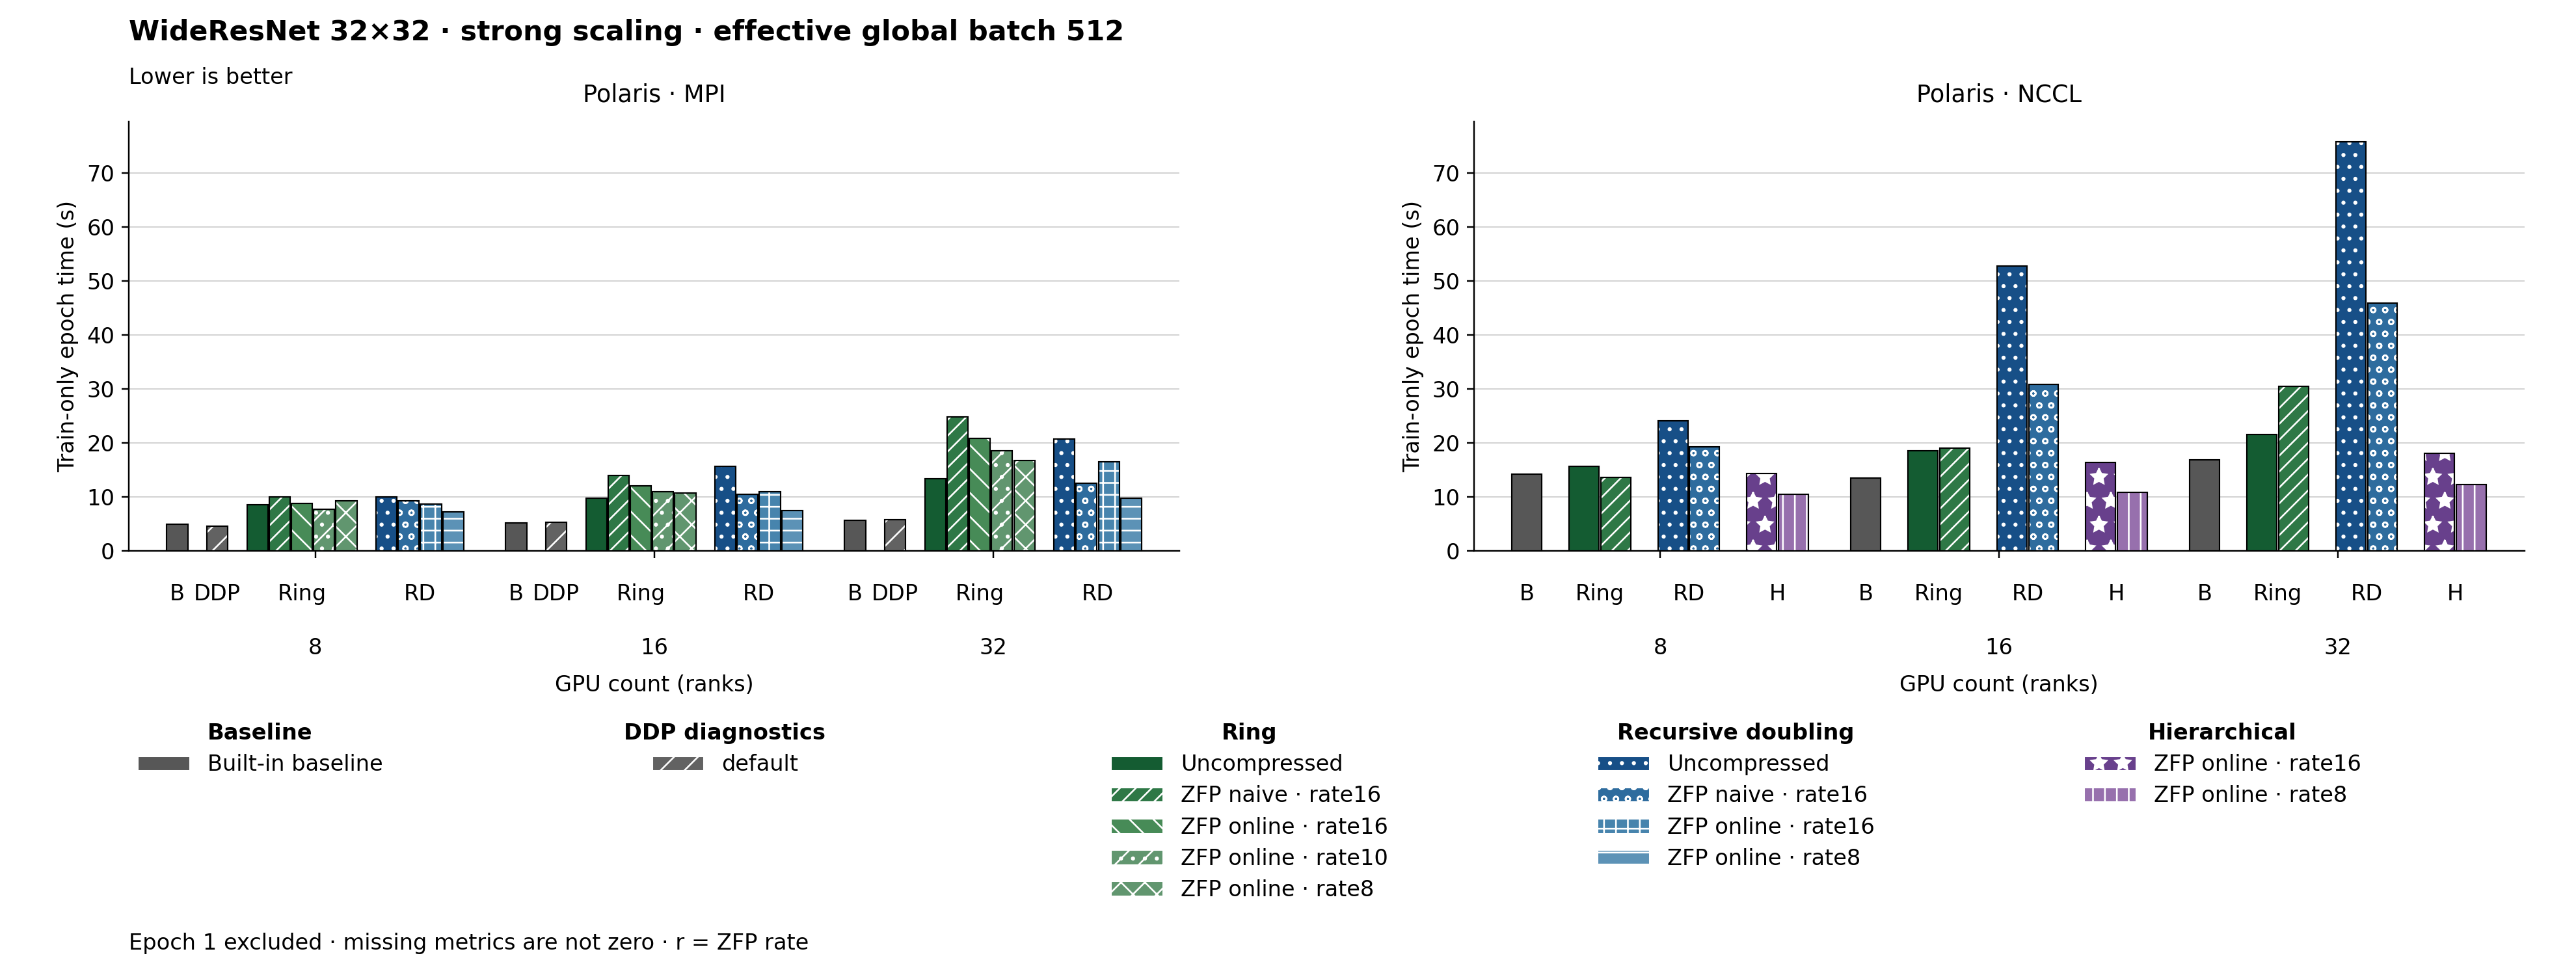 WideResNet 32×32 · strong scaling · effective global batch 512
Lower is better
Polaris · MPI
Train-only epoch time (s)
70
60
50
40
30
20
10
0
B DDP Ring RD B DDP Ring RD B DDP Ring RD
8 16 32
GPU count (ranks)
Polaris · NCCL
Train-only epoch time (s)
70
60
50
40
30
20
10
0
B Ring RD H B Ring RD H B Ring RD H
8 16 32
GPU count (ranks)
Baseline
Built-in baseline
DDP diagnostics
default
Ring
Uncompressed
ZFP naive · rate16
ZFP online · rate16
ZFP online · rate10
ZFP online · rate8
Recursive doubling
Uncompressed
ZFP naive · rate16
ZFP online · rate16
ZFP online · rate8
Hierarchical
ZFP online · rate16
ZFP online · rate8
Epoch 1 excluded · missing metrics are not zero · r = ZFP rate